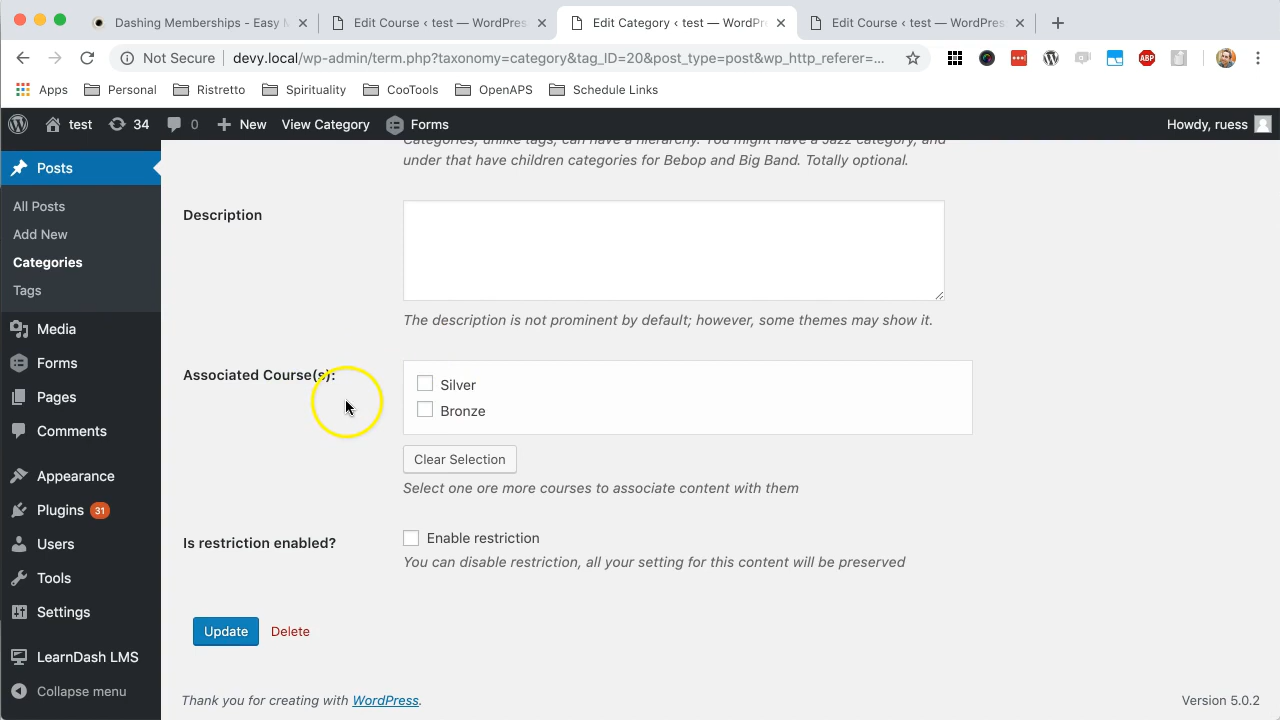 Dashing Memberships - Easy M
Edit Course ‹ test — WordPres
Edit Category ‹ test — WordPr
Edit Course ‹ test — WordPress
Not Secure
devy.local/wp-admin/term.php?taxonomy=category&tag_ID=20&post_type=post&wp_http_referer=...
ABP
Apps
Personal
Ristretto
Spirituality
CooTools
OpenAPS
Schedule Links
test
34
0
New
View Category
Forms
Howdy, ruess
Posts
All Posts
Add New
Categories
Tags
Media
Forms
Pages
Comments
Appearance
Plugins 31
Users
Tools
Settings
LearnDash LMS
Collapse menu
Categories, unlike tags, can have a hierarchy. You might have a Jazz category, and
under that have children categories for Bebop and Big Band. Totally optional.
Description
The description is not prominent by default; however, some themes may show it.
Associated Course(s):
Silver
Bronze
Clear Selection
Select one ore more courses to associate content with them
Is restriction enabled?
Enable restriction
You can disable restriction, all your setting for this content will be preserved
Update
Delete
Thank you for creating with WordPress.
Version 5.0.2